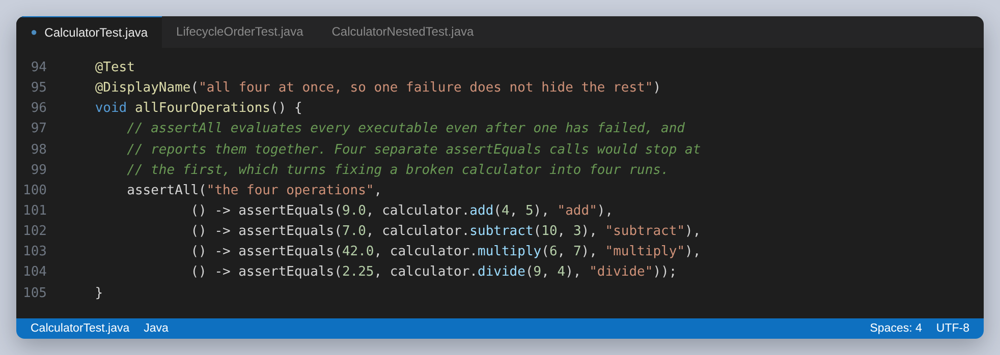 CalculatorTest.java LifecycleOrderTest.java CalculatorNestedTest.java
94 @Test
95 @DisplayName("all four at once, so one failure does not hide the rest")
96 void allFourOperations() {
97 // assertAll evaluates every executable even after one has failed, and
98 // reports them together. Four separate assertEquals calls would stop at
99 // the first, which turns fixing a broken calculator into four runs.
100 assertAll("the four operations",
101 () -> assertEquals(9.0, calculator.add(4, 5), "add"),
102 () -> assertEquals(7.0, calculator.subtract(10, 3), "subtract"),
103 () -> assertEquals(42.0, calculator.multiply(6, 7), "multiply"),
104 () -> assertEquals(2.25, calculator.divide(9, 4), "divide"));
105 }
CalculatorTest.java Java Spaces: 4 UTF-8